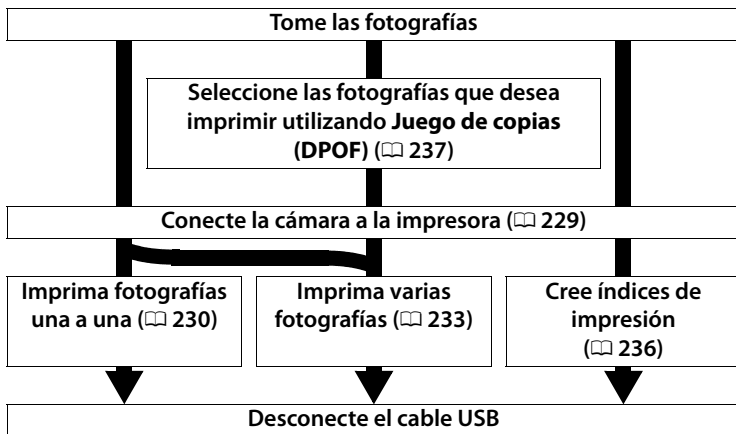 Tome las fotografías
Seleccione las fotografías que desea
imprimir utilizando Juego de copias
(DPOF) (🕮 237)
Conecte la cámara a la impresora (🕮 229)
Imprima fotografías
una a una (🕮 230)
Imprima varias
fotografías (🕮 233)
Cree índices de
impresión
(🕮 236)
Desconecte el cable USB